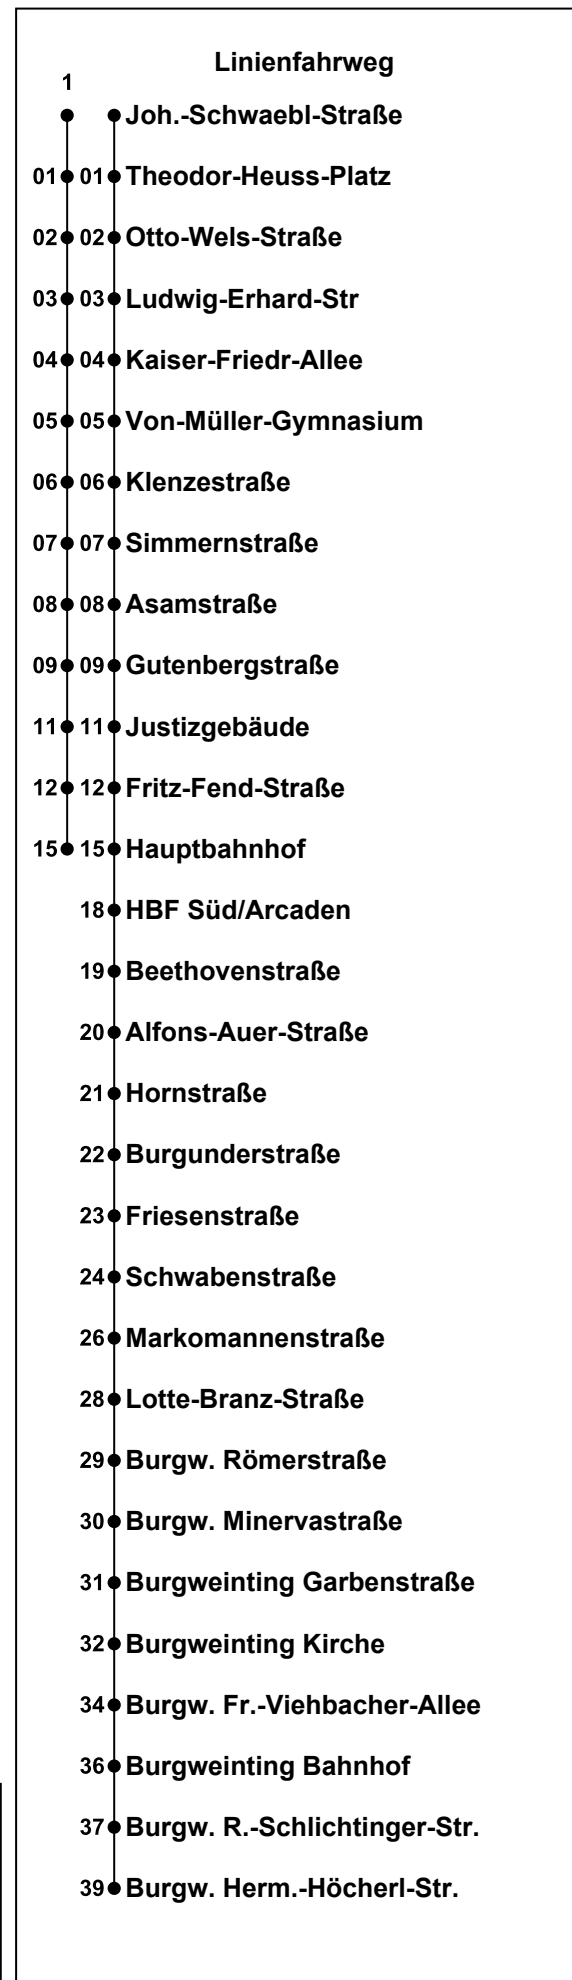 Linienfahrweg
1
Joh.-Schwaebl-Straße
01 01 Theodor-Heuss-Platz
02 02 Otto-Wels-Straße
03 03 Ludwig-Erhard-Str
04 04 Kaiser-Friedr-Allee
05 05 Von-Müller-Gymnasium
06 06 Klenzestraße
07 07 Simmernstraße
08 08 Asamstraße
09 09 Gutenbergstraße
11 11 Justizgebäude
12 12 Fritz-Fend-Straße
15 15 Hauptbahnhof
18 HBF Süd/Arcaden
19 Beethovenstraße
20 Alfons-Auer-Straße
21 Hornstraße
22 Burgunderstraße
23 Friesenstraße
24 Schwabenstraße
26 Markomannenstraße
28 Lotte-Branz-Straße
29 Burgw. Römerstraße
30 Burgw. Minervastraße
31 Burgweinting Garbenstraße
32 Burgweinting Kirche
34 Burgw. Fr.-Viehbacher-Allee
36 Burgweinting Bahnhof
37 Burgw. R.-Schlichtinger-Str.
39 Burgw. Herm.-Höcherl-Str.